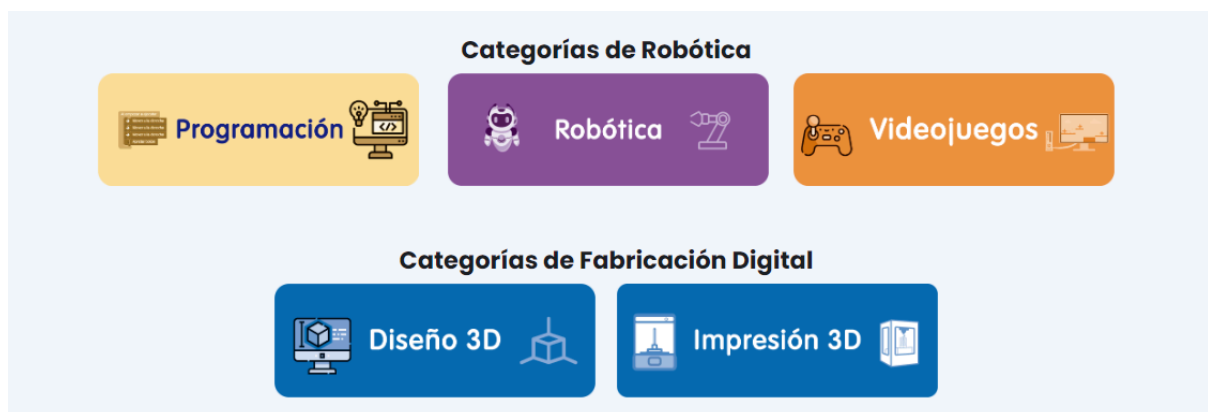 Categorías de Robótica
Programación
Robótica
Videojuegos
Categorías de Fabricación Digital
Diseño 3D
Impresión 3D